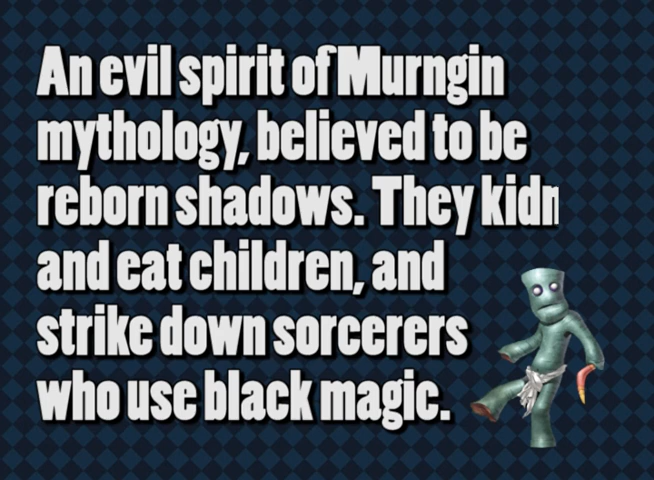 An evil spirit of Murngin
mythology, believed to be
reborn shadows. They
and eat children, and
strike down sorcerers
who use black magic.